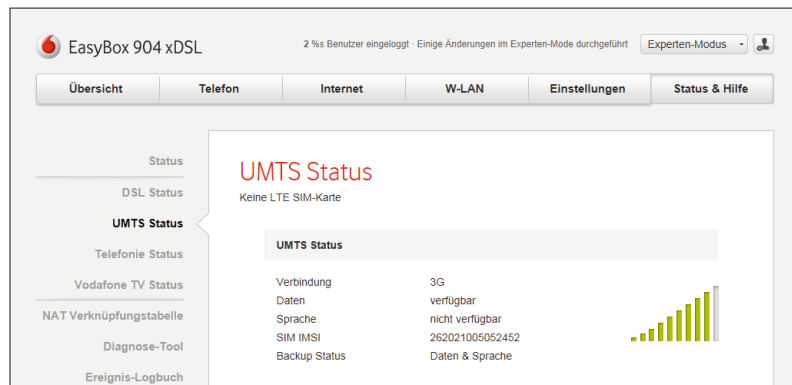 EasyBox 904 xDSL
2 %s Benutzer eingeloggt · Einige Änderungen im Experten-Mode durchgeführt
Experten-Modus
Übersicht Telefon Internet W-LAN Einstellungen Status & Hilfe
Status
DSL Status
UMTS Status
Telefonie Status
Vodafone TV Status
NAT Verknüpfungstabelle
Diagnose-Tool
Ereignis-Logbuch
UMTS Status
Keine LTE SIM-Karte
UMTS Status
Verbindung 3G
Daten verfügbar
Sprache nicht verfügbar
SIM IMSI 262021005052452
Backup Status Daten & Sprache